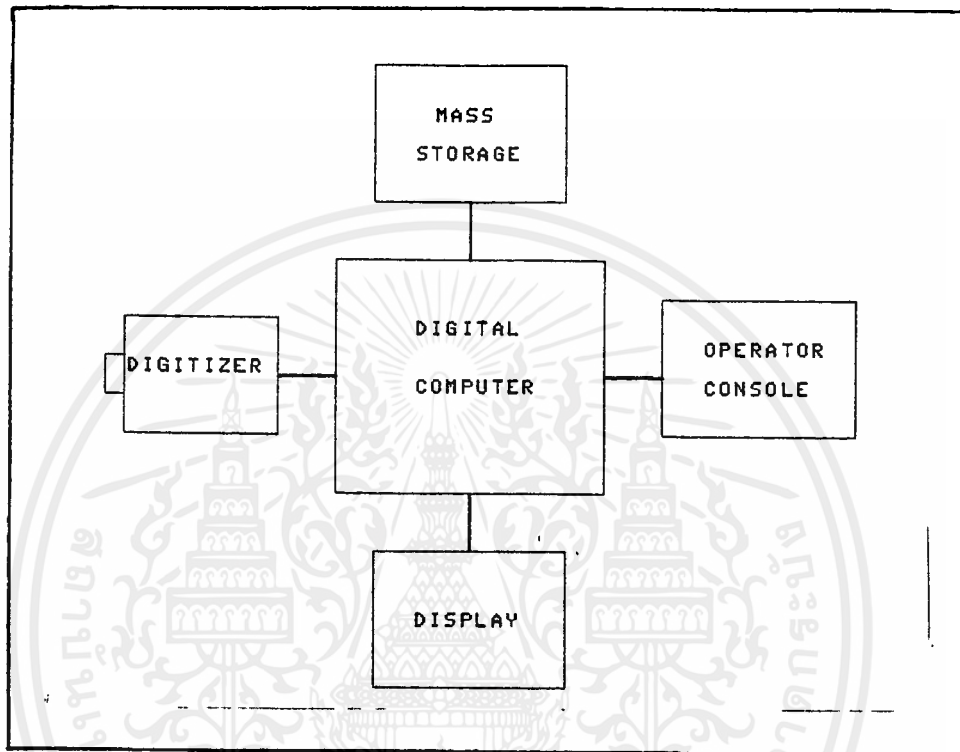 MASS
STORAGE
DIGITIZER
DIGITAL
COMPUTER
OPERATOR
CONSOLE
DISPLAY